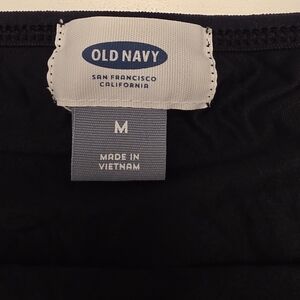 OLD NAVY
SAN FRANCISCO
CALIFORNIA
M
MADE IN
VIETNAM